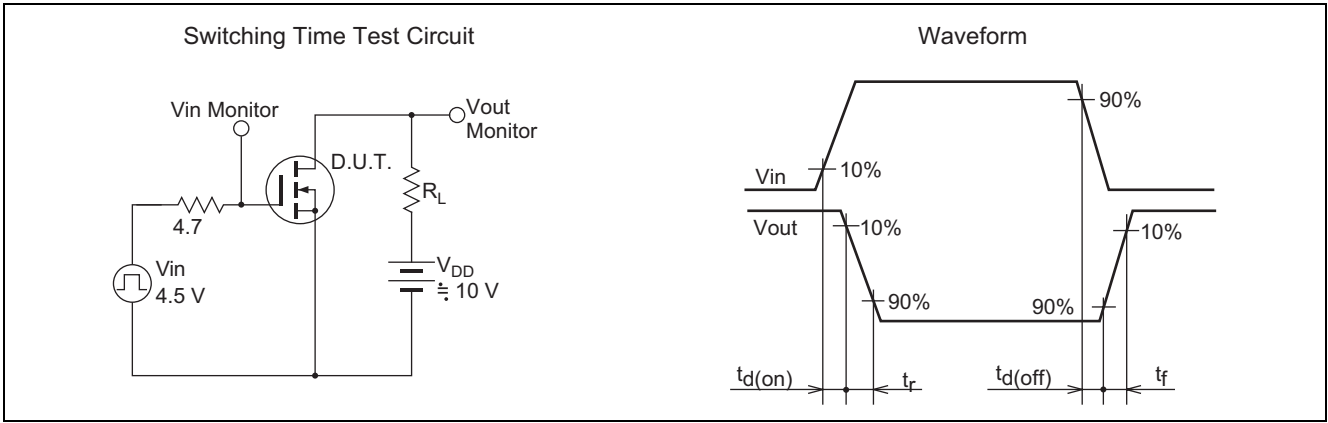 Switching Time Test Circuit
Waveform
Vin Monitor
Vout
Monitor
D.U.T.
R_L
4.7
Vin
4.5 V
V_DD
≒ 10 V
90%
10%
Vin
Vout
10%
90%
90%
10%
t_d(on)
t_r
t_d(off)
t_f